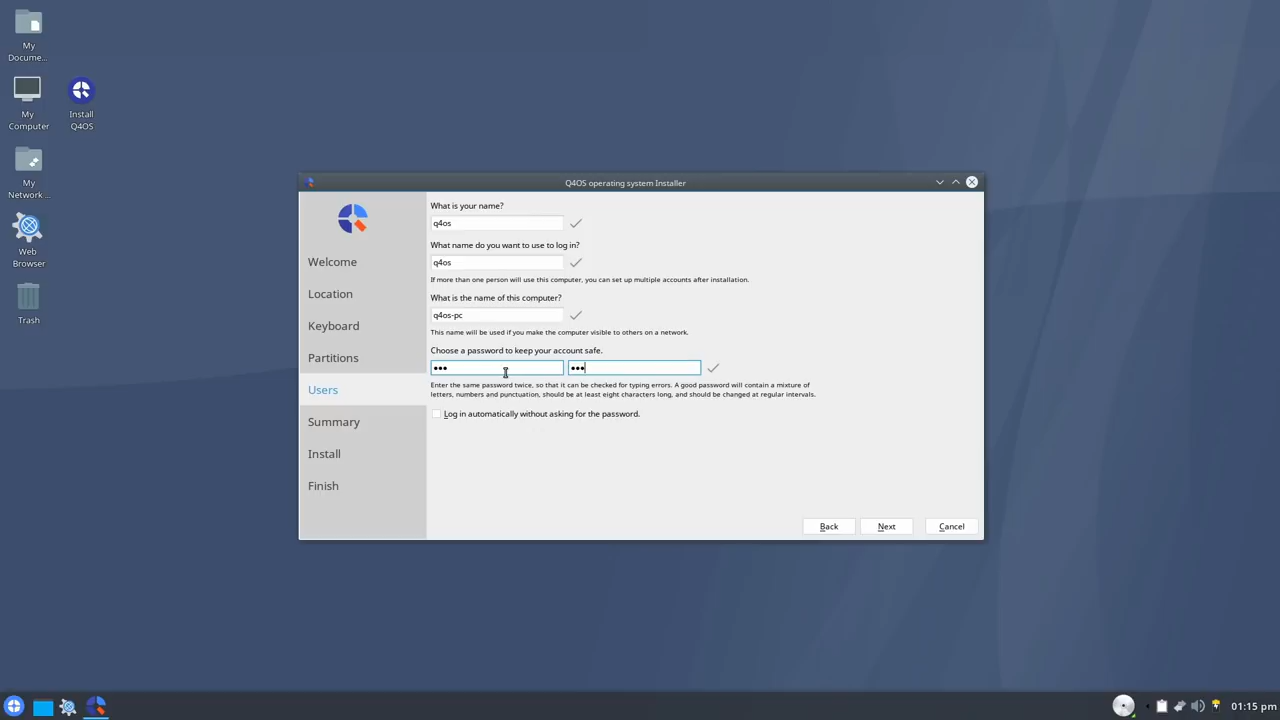 My
Docume...
My
Computer
Install
Q4OS
My
Network...
Web
Browser
Trash
Q4OS operating system Installer
Welcome
Location
Keyboard
Partitions
Users
Summary
Install
Finish
What is your name?
q4os
What name do you want to use to log in?
q4os
If more than one person will use this computer, you can set up multiple accounts after installation.
What is the name of this computer?
q4os-pc
This name will be used if you make the computer visible to others on a network.
Choose a password to keep your account safe.
●●● ●●●
Enter the same password twice, so that it can be checked for typing errors. A good password will contain a mixture of
letters, numbers and punctuation, should be at least eight characters long, and should be changed at regular intervals.
Log in automatically without asking for the password.
Back Next Cancel
01:15 pm